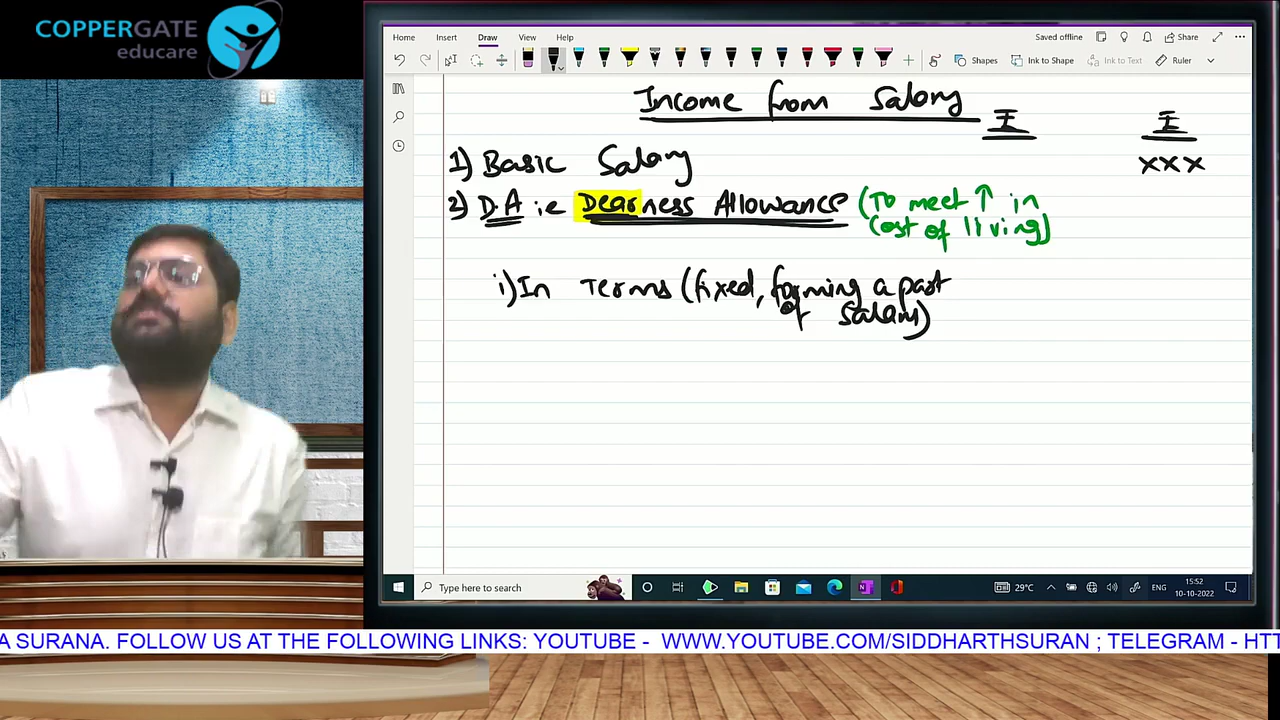 COPPERGATE
educare
Home Insert Draw View Help
Saved offline
Share
Shapes
Ink to Shape
Ink to Text
Ruler
Income from Salary
₹ ₹
1) Basic Salary XXX
2) D.A ie Dearness Allowance (To meet ↑ in
cost of living)
i) In Terms (fixed, forming a part
of salary)
Type here to search
29°C
ENG
15:52
10-10-2022
A SURANA. FOLLOW US AT THE FOLLOWING LINKS: YOUTUBE - WWW.YOUTUBE.COM/SIDDHARTHSURAN ; TELEGRAM - HTT